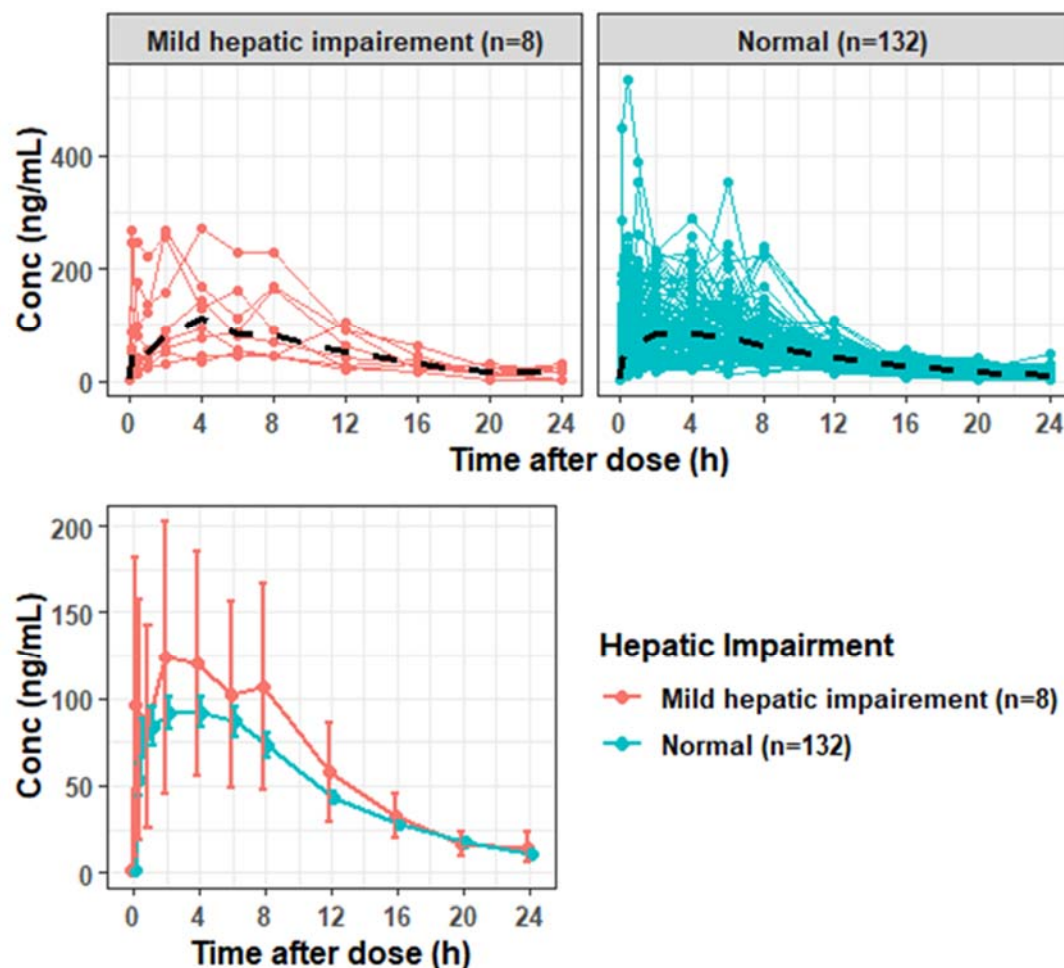 Mild hepatic impairement (n=8)
Normal (n=132)
Conc (ng/mL)
400
200
0
0 4 8 12 16 20 24
0 4 8 12 16 20 24
Time after dose (h)
Conc (ng/mL)
200
150
100
50
0
0 4 8 12 16 20 24
Time after dose (h)
Hepatic Impairment
Mild hepatic impairement (n=8)
Normal (n=132)